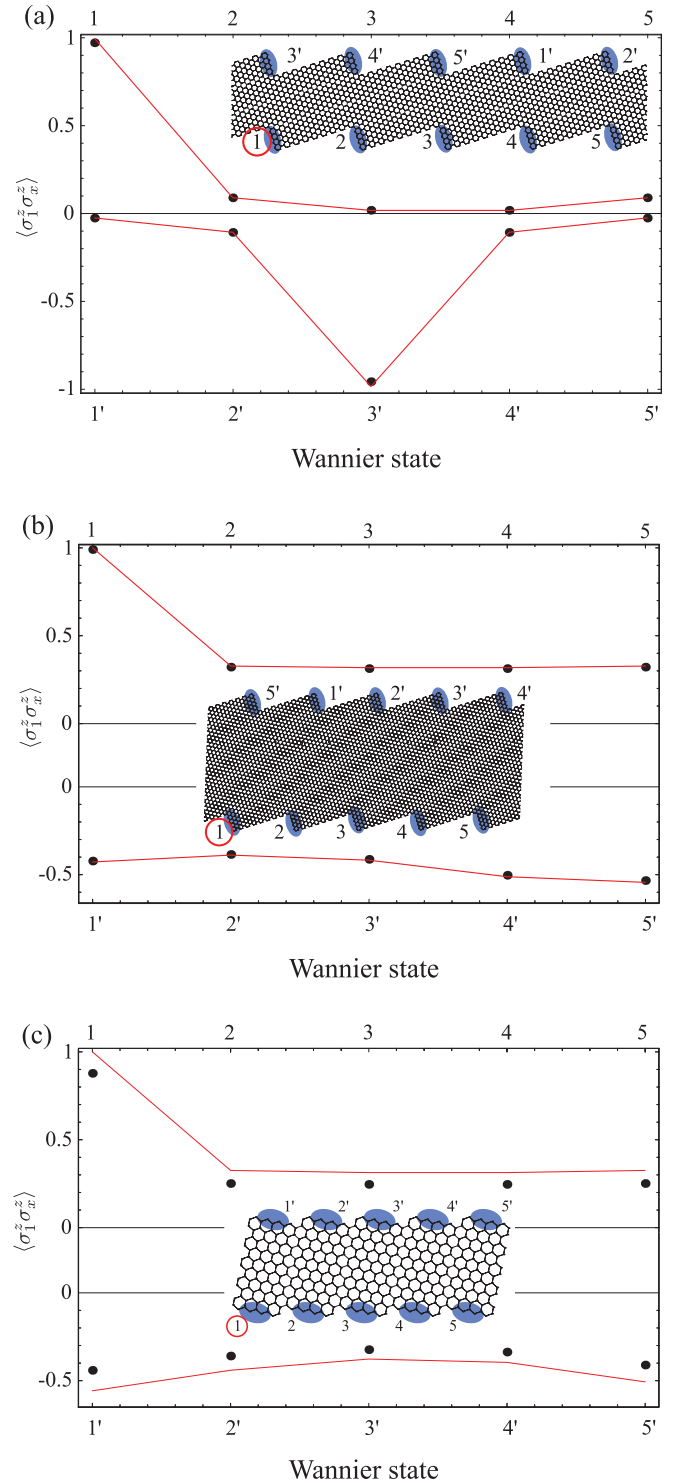 (a)
1 2 3 4 5
1
0.5
0
-0.5
-1
⟨σ₁ᶻσₓᶻ⟩
3' 4' 5' 1' 2'
1 2 3 4 5
1' 2' 3' 4' 5'
Wannier state
(b)
1 2 3 4 5
1
0.5
0
0
-0.5
⟨σ₁ᶻσₓᶻ⟩
5' 1' 2' 3' 4'
1 2 3 4 5
1' 2' 3' 4' 5'
Wannier state
(c)
1 2 3 4 5
1
0.5
0
0
-0.5
⟨σ₁ᶻσₓᶻ⟩
1' 2' 3' 4' 5'
1 2 3 4 5
1' 2' 3' 4' 5'
Wannier state